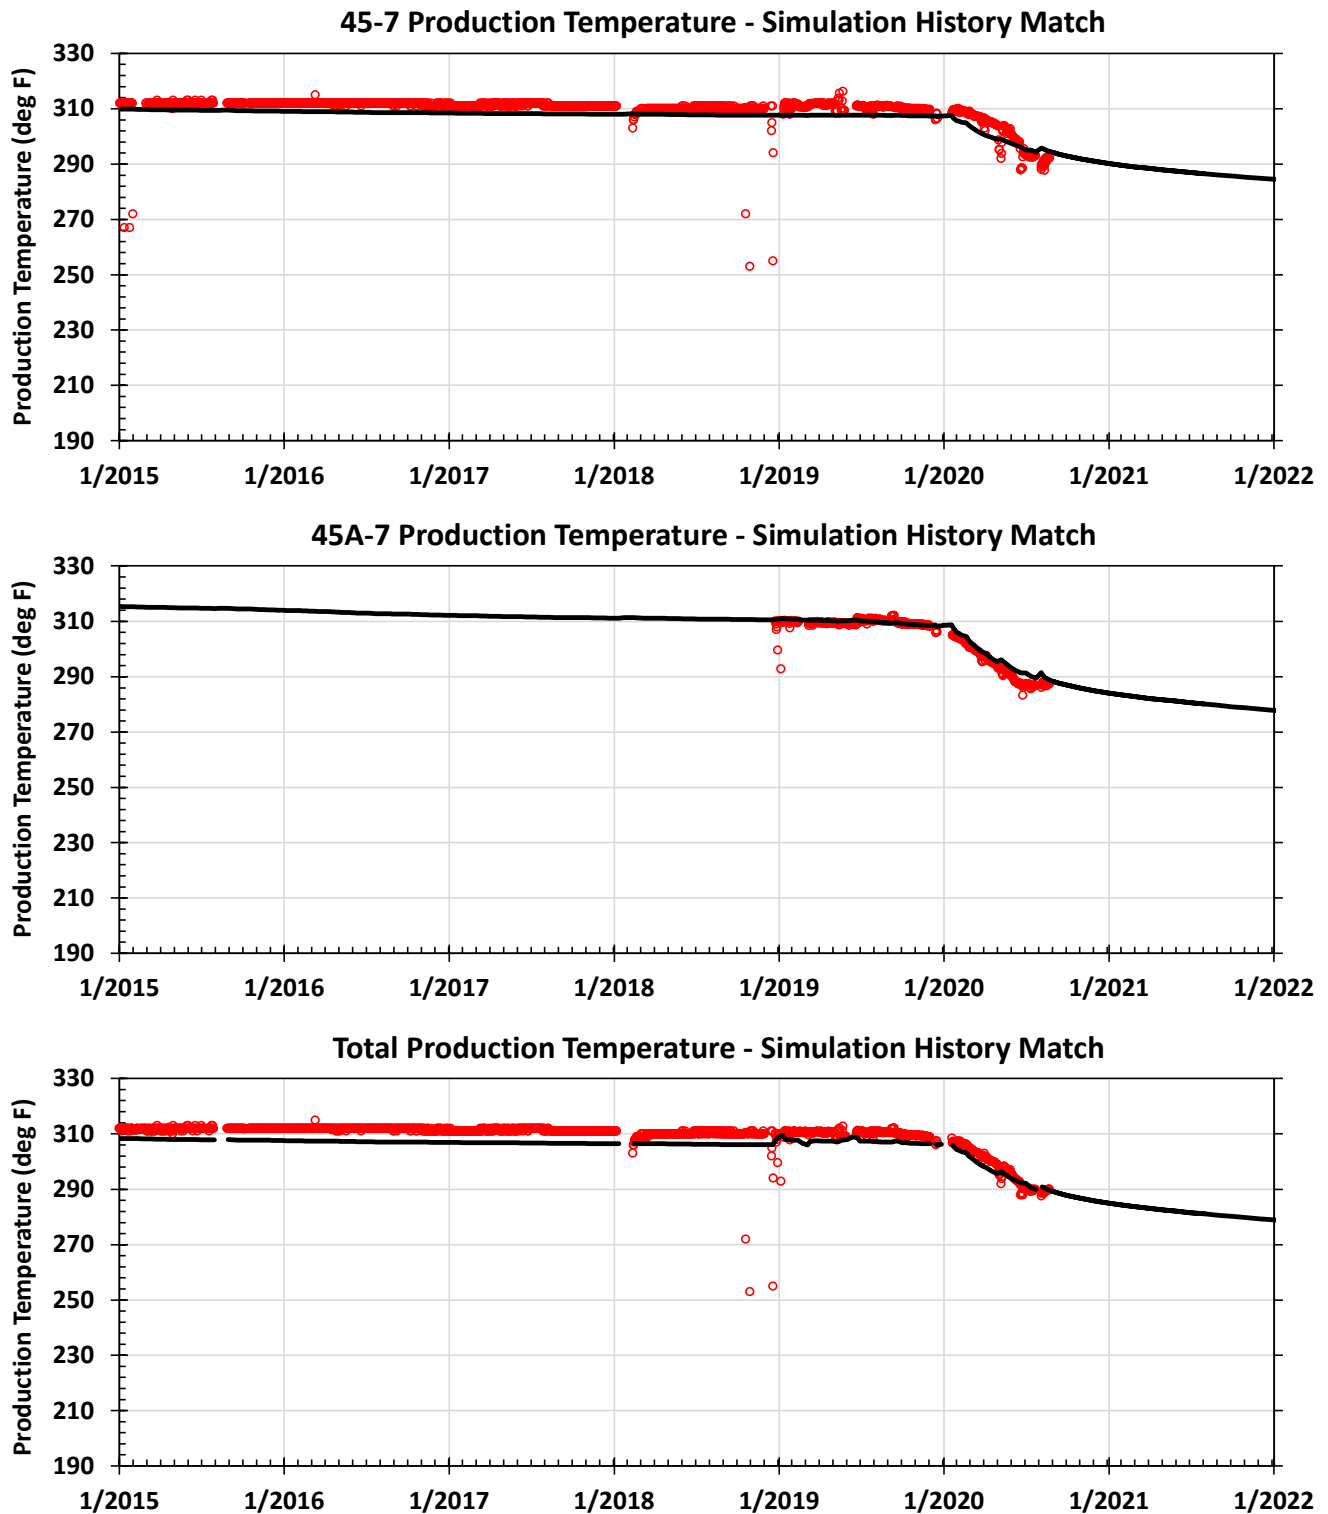 45-7 Production Temperature - Simulation History Match
Production Temperature (deg F)
330
310
290
270
250
230
210
190
1/2015 1/2016 1/2017 1/2018 1/2019 1/2020 1/2021 1/2022
45A-7 Production Temperature - Simulation History Match
Production Temperature (deg F)
330
310
290
270
250
230
210
190
1/2015 1/2016 1/2017 1/2018 1/2019 1/2020 1/2021 1/2022
Total Production Temperature - Simulation History Match
Production Temperature (deg F)
330
310
290
270
250
230
210
190
1/2015 1/2016 1/2017 1/2018 1/2019 1/2020 1/2021 1/2022